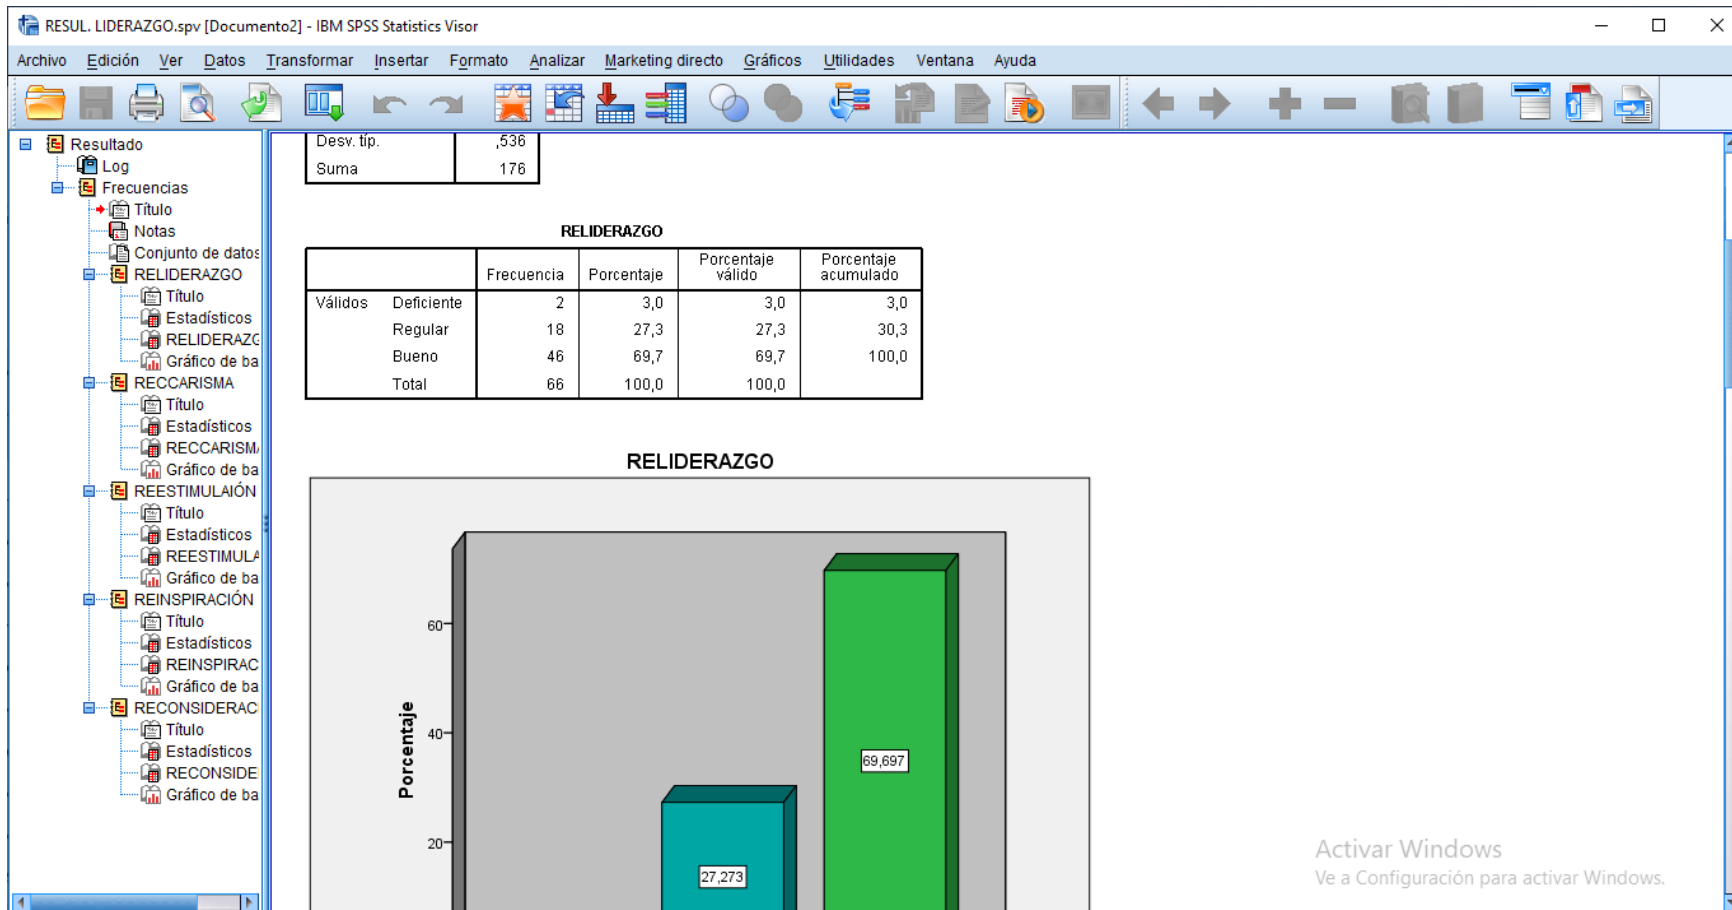 RESUL. LIDERAZGO.spv [Documento2] - IBM SPSS Statistics Visor
Archivo Edición Ver Datos Transformar Insertar Formato Analizar Marketing directo Gráficos Utilidades Ventana Ayuda
Resultado
Log
Frecuencias
Título
Notas
Conjunto de datos
RELIDERAZGO
Título
Estadísticos
RELIDERAZG
Gráfico de ba
RECCARISMA
Título
Estadísticos
RECCARISMA
Gráfico de ba
REESTIMULAIÓN
Título
Estadísticos
REESTIMULA
Gráfico de ba
REINSPIRACIÓN
Título
Estadísticos
REINSPIRAC
Gráfico de ba
RECONSIDERAC
Título
Estadísticos
RECONSIDE
Gráfico de ba
Desv. típ. ,536
Suma 176
RELIDERAZGO
Frecuencia Porcentaje Porcentaje válido Porcentaje acumulado
Válidos Deficiente 2 3,0 3,0 3,0
Regular 18 27,3 27,3 30,3
Bueno 46 69,7 69,7 100,0
Total 66 100,0 100,0
RELIDERAZGO
Porcentaje
60
40
20
69,697
27,273
Activar Windows
Ve a Configuración para activar Windows.